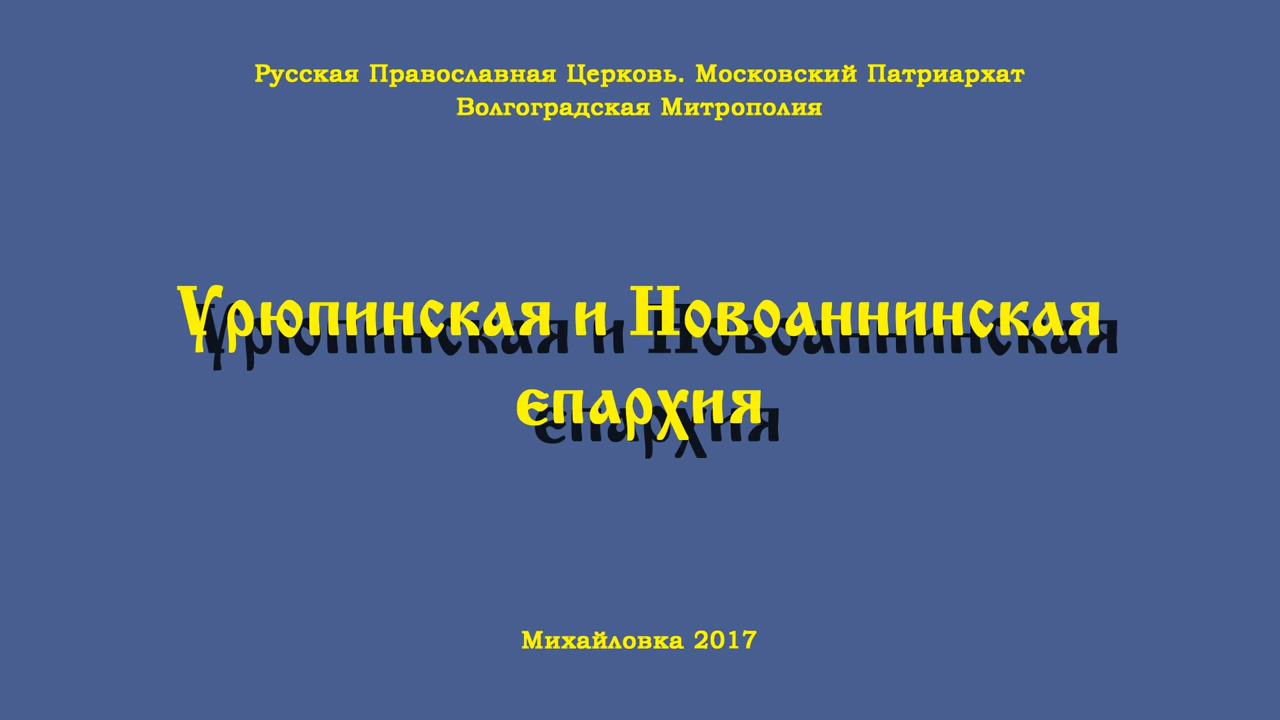 Русская Православная Церковь. Московский Патриархат
Волгоградская Митрополия
Урюпинская и Новоаннинская
епархия
Михайловка 2017